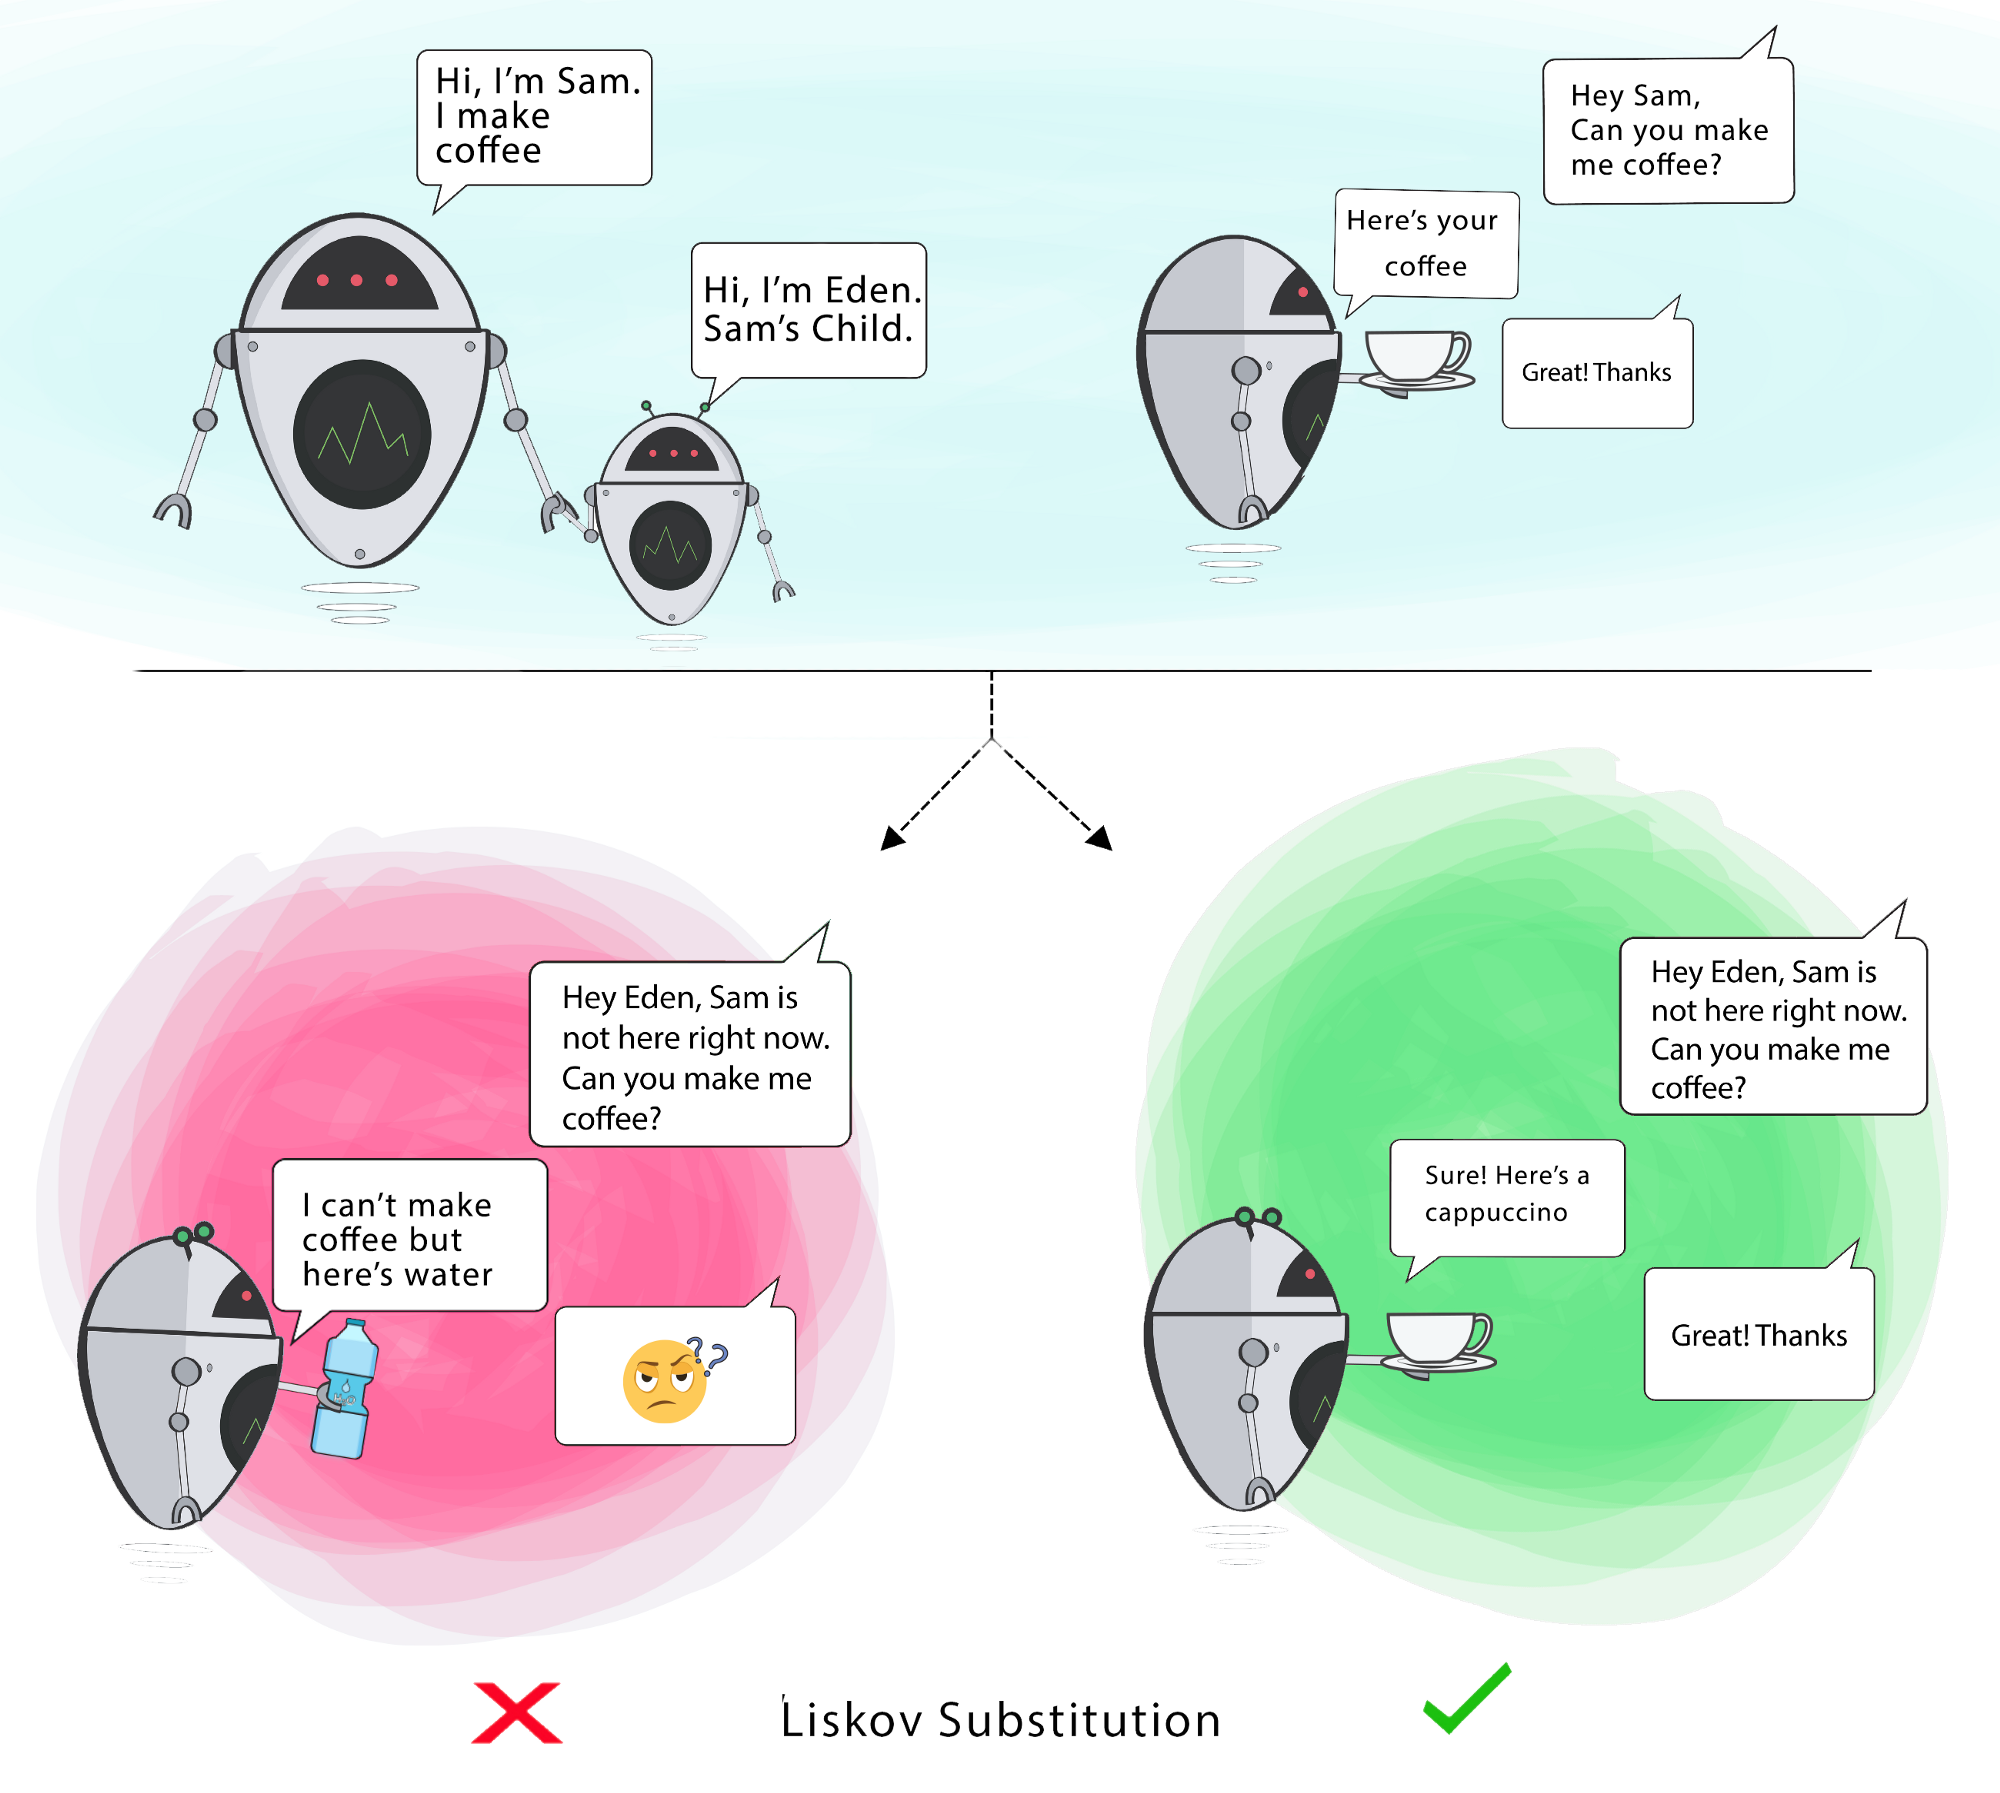 Hi, I'm Sam.
I make
coffee
Hi, I'm Eden.
Sam's Child.
Hey Sam,
Can you make
me coffee?
Here's your
coffee
Great! Thanks
Hey Eden, Sam is
not here right now.
Can you make me
coffee?
I can't make
coffee but
here's water
H₂O
??
Hey Eden, Sam is
not here right now.
Can you make me
coffee?
Sure! Here's a
cappuccino
Great! Thanks
Liskov Substitution